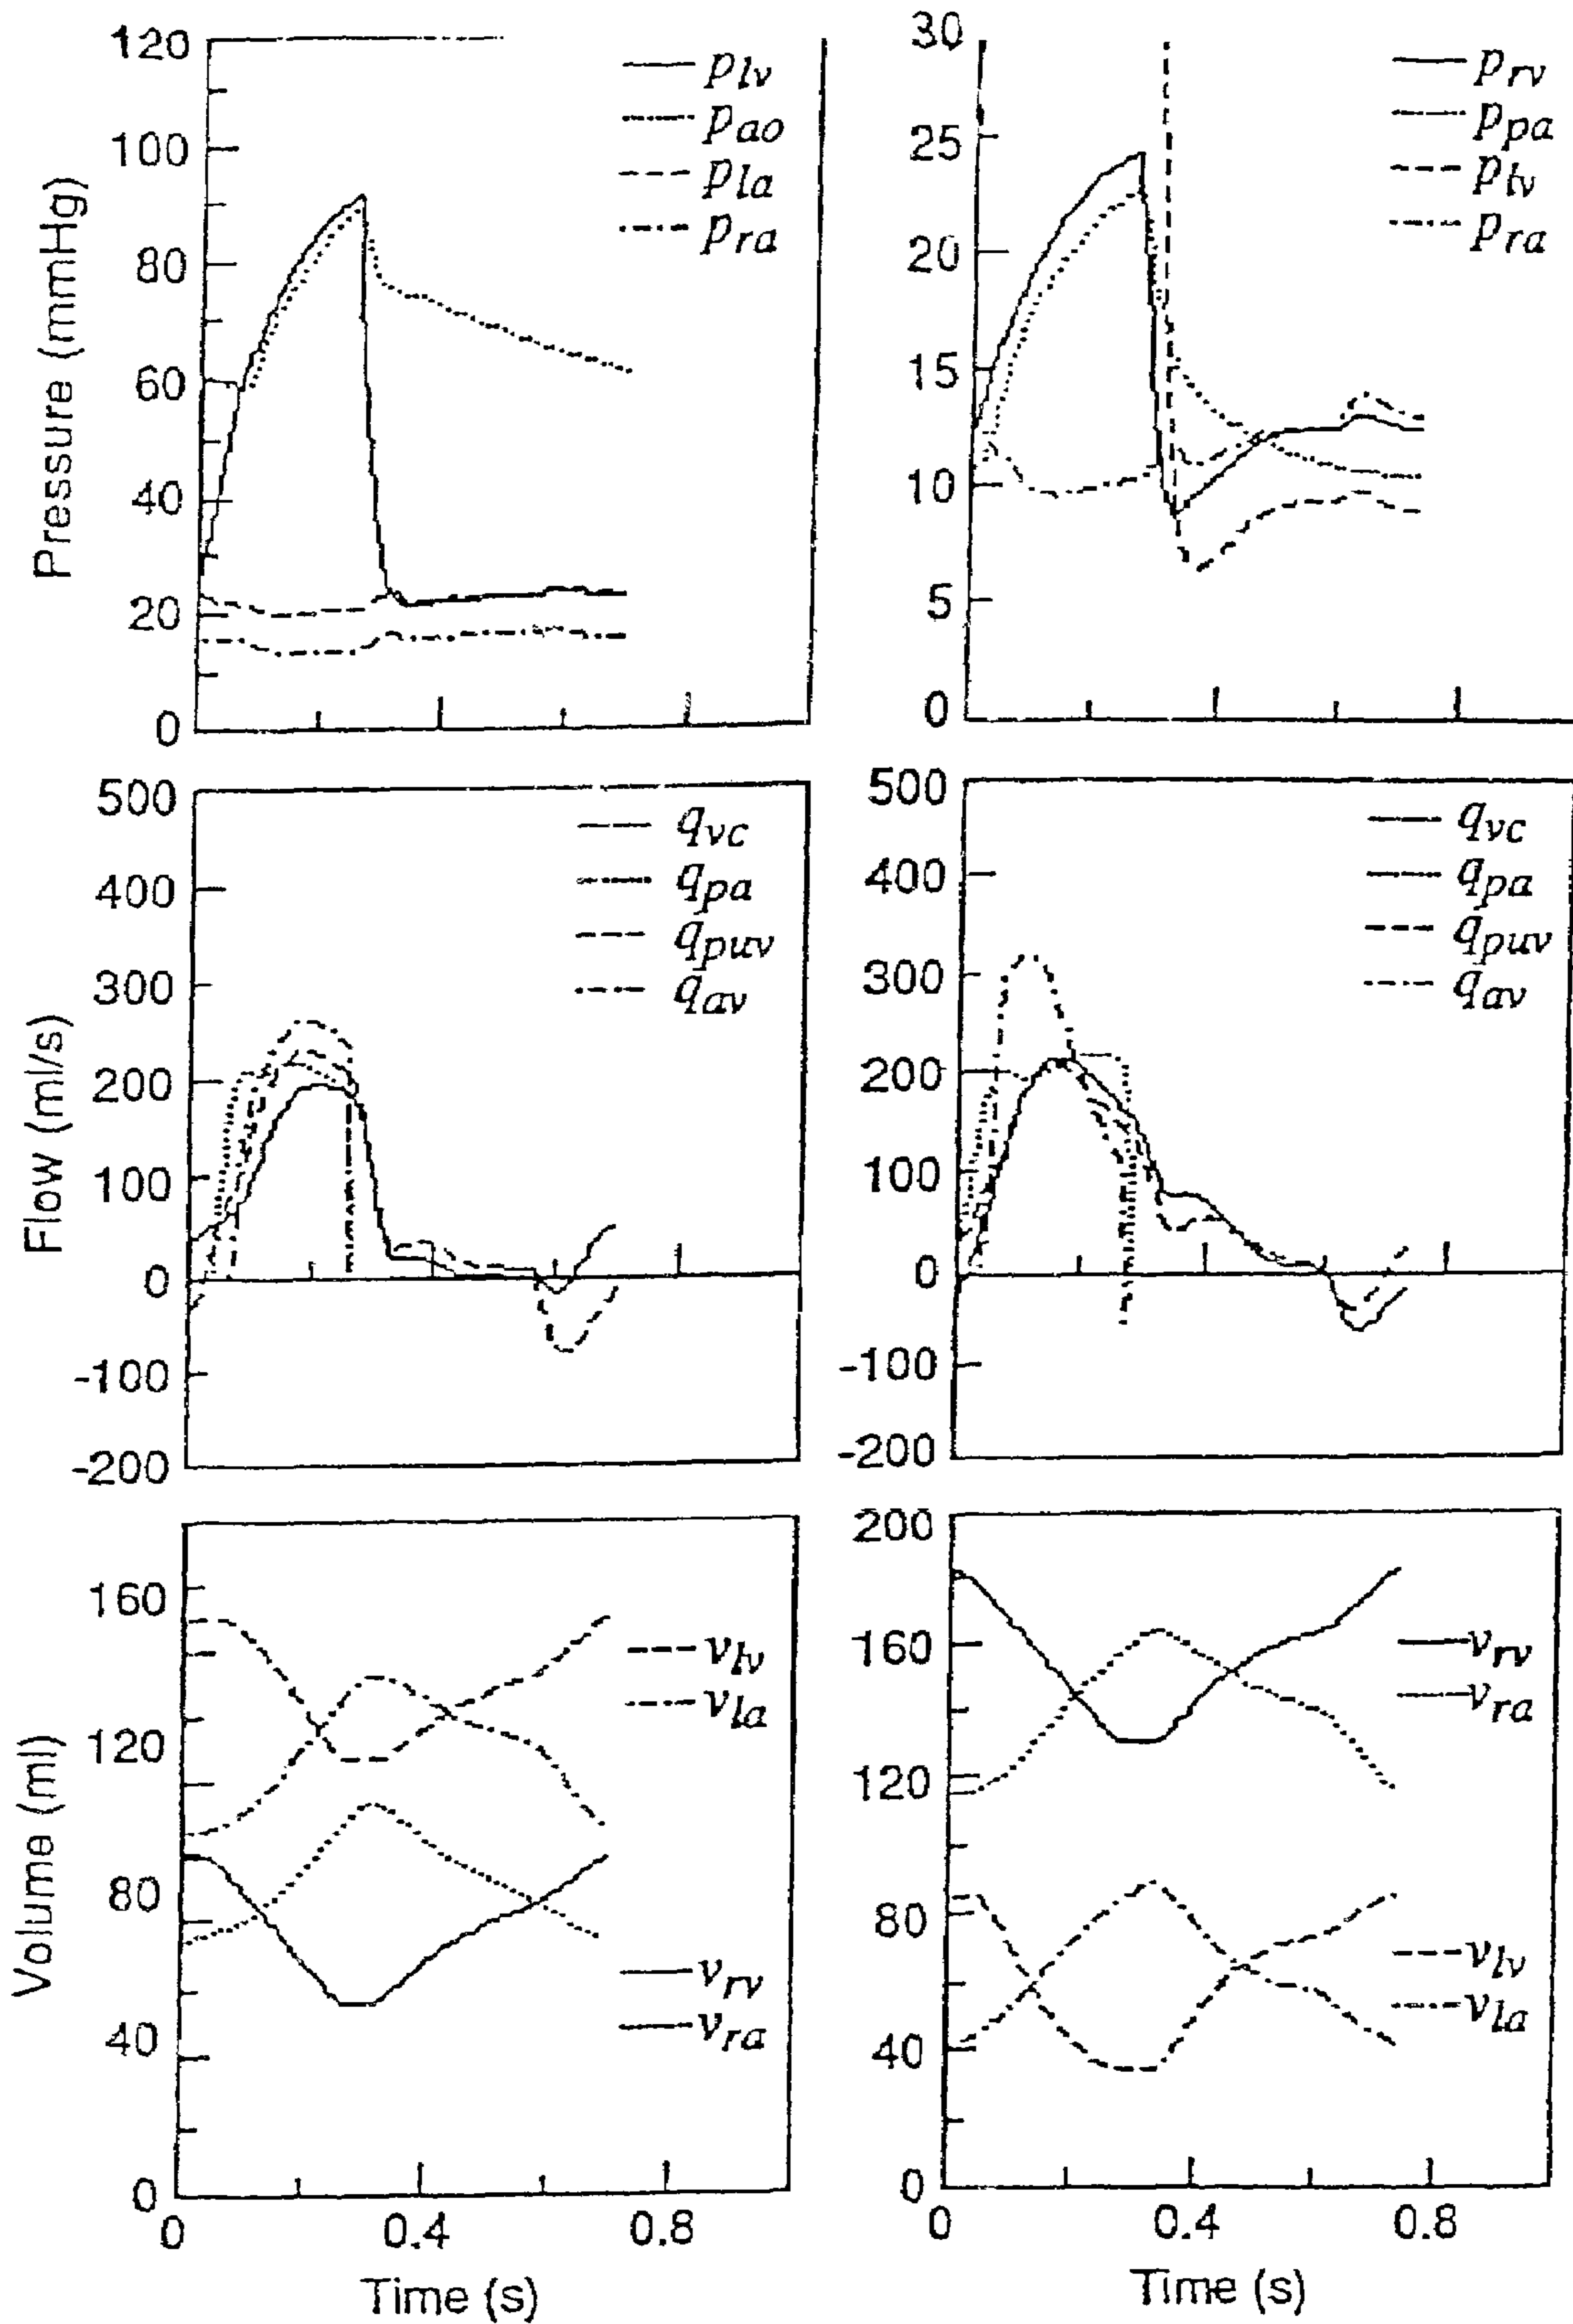 120
100
80
60
40
20
0
Pressure (mmHg)
p_lv
p_ao
p_la
p_ra
30
25
20
15
10
5
0
p_rv
p_pa
p_lv
p_ra
500
400
300
200
100
0
-100
-200
Flow (ml/s)
q_vc
q_pa
q_puv
q_av
500
400
300
200
100
0
-100
-200
q_vc
q_pa
q_puv
q_av
160
120
80
40
0
Volume (ml)
v_lv
v_la
v_rv
v_ra
0
0.4
0.8
Time (s)
200
160
120
80
40
0
v_rv
v_ra
v_lv
v_la
0
0.4
0.8
Time (s)